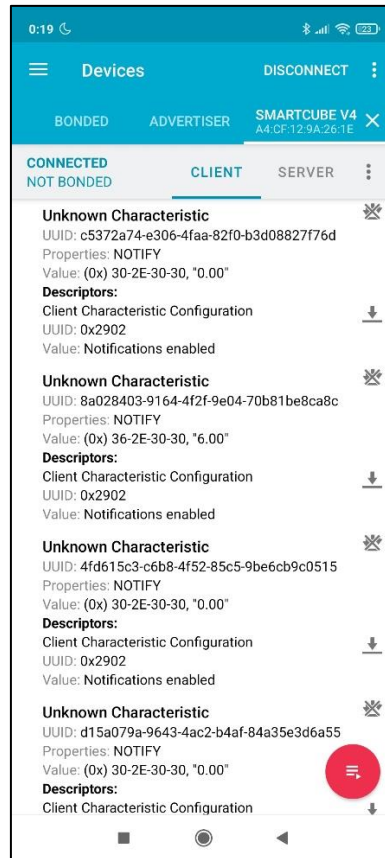 0:19 23
Devices DISCONNECT
BONDED ADVERTISER SMARTCUBE V4
A4:CF:12:9A:26:1E
CONNECTED
NOT BONDED CLIENT SERVER
Unknown Characteristic
UUID: c5372a74-e306-4faa-82f0-b3d08827f76d
Properties: NOTIFY
Value: (0x) 30-2E-30-30, "0.00"
Descriptors:
Client Characteristic Configuration
UUID: 0x2902
Value: Notifications enabled
Unknown Characteristic
UUID: 8a028403-9164-4f2f-9e04-70b81be8ca8c
Properties: NOTIFY
Value: (0x) 36-2E-30-30, "6.00"
Descriptors:
Client Characteristic Configuration
UUID: 0x2902
Value: Notifications enabled
Unknown Characteristic
UUID: 4fd615c3-c6b8-4f52-85c5-9be6cb9c0515
Properties: NOTIFY
Value: (0x) 30-2E-30-30, "0.00"
Descriptors:
Client Characteristic Configuration
UUID: 0x2902
Value: Notifications enabled
Unknown Characteristic
UUID: d15a079a-9643-4ac2-b4af-84a35e3d6a55
Properties: NOTIFY
Value: (0x) 30-2E-30-30, "0.00"
Descriptors:
Client Characteristic Configuration